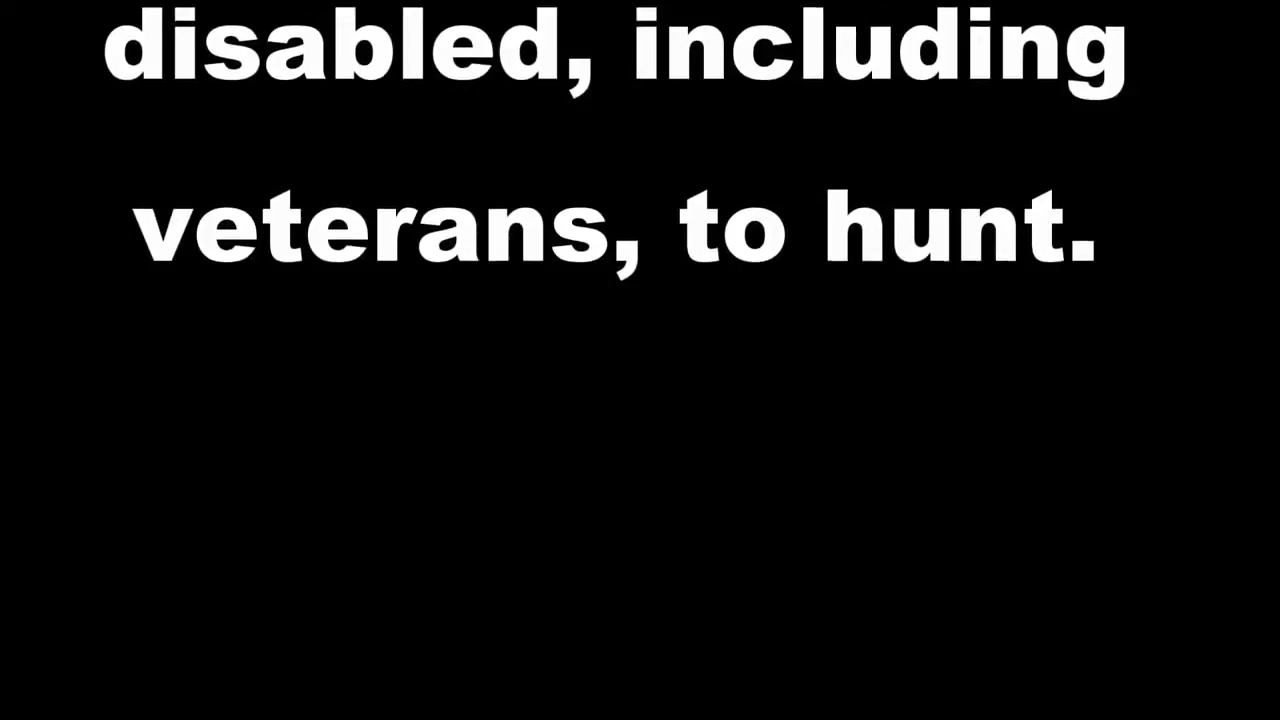 disabled, including
veterans, to hunt.